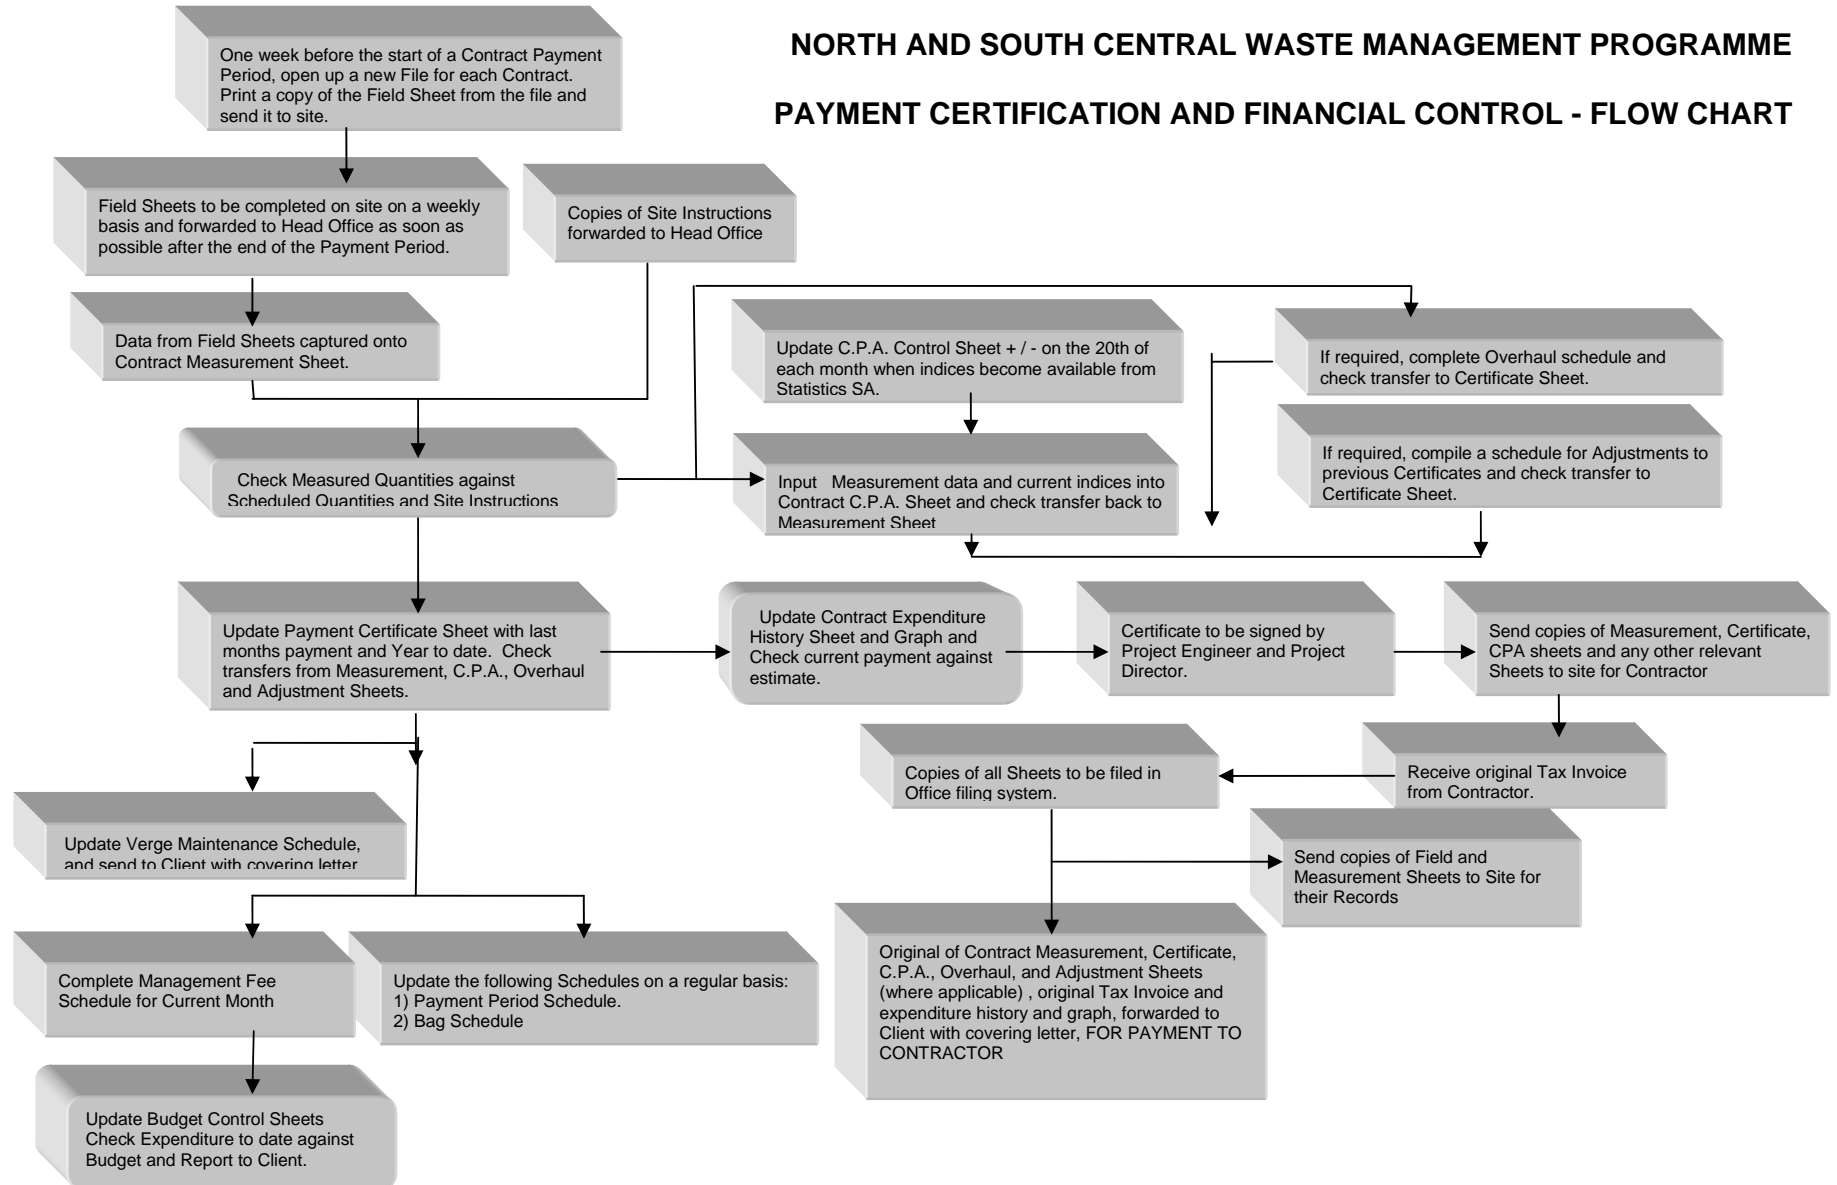 NORTH AND SOUTH CENTRAL WASTE MANAGEMENT PROGRAMME
PAYMENT CERTIFICATION AND FINANCIAL CONTROL - FLOW CHART
One week before the start of a Contract Payment
Period, open up a new File for each Contract.
Print a copy of the Field Sheet from the file and
send it to site.
Field Sheets to be completed on site on a weekly
basis and forwarded to Head Office as soon as
possible after the end of the Payment Period.
Copies of Site Instructions
forwarded to Head Office
Data from Field Sheets captured onto
Contract Measurement Sheet.
Update C.P.A. Control Sheet + / - on the 20th of
each month when indices become available from
Statistics SA.
If required, complete Overhaul schedule and
check transfer to Certificate Sheet.
Check Measured Quantities against
Scheduled Quantities and Site Instructions
Input Measurement data and current indices into
Contract C.P.A. Sheet and check transfer back to
Measurement Sheet
If required, compile a schedule for Adjustments to
previous Certificates and check transfer to
Certificate Sheet.
Update Payment Certificate Sheet with last
months payment and Year to date. Check
transfers from Measurement, C.P.A., Overhaul
and Adjustment Sheets.
Update Contract Expenditure
History Sheet and Graph and
Check current payment against
estimate.
Certificate to be signed by
Project Engineer and Project
Director.
Send copies of Measurement, Certificate,
CPA sheets and any other relevant
Sheets to site for Contractor
Copies of all Sheets to be filed in
Office filing system.
Receive original Tax Invoice
from Contractor.
Update Verge Maintenance Schedule,
and send to Client with covering letter
Send copies of Field and
Measurement Sheets to Site for
their Records
Complete Management Fee
Schedule for Current Month
Update the following Schedules on a regular basis:
1) Payment Period Schedule.
2) Bag Schedule
Original of Contract Measurement, Certificate,
C.P.A., Overhaul, and Adjustment Sheets
(where applicable) , original Tax Invoice and
expenditure history and graph, forwarded to
Client with covering letter, FOR PAYMENT TO
CONTRACTOR
Update Budget Control Sheets
Check Expenditure to date against
Budget and Report to Client.